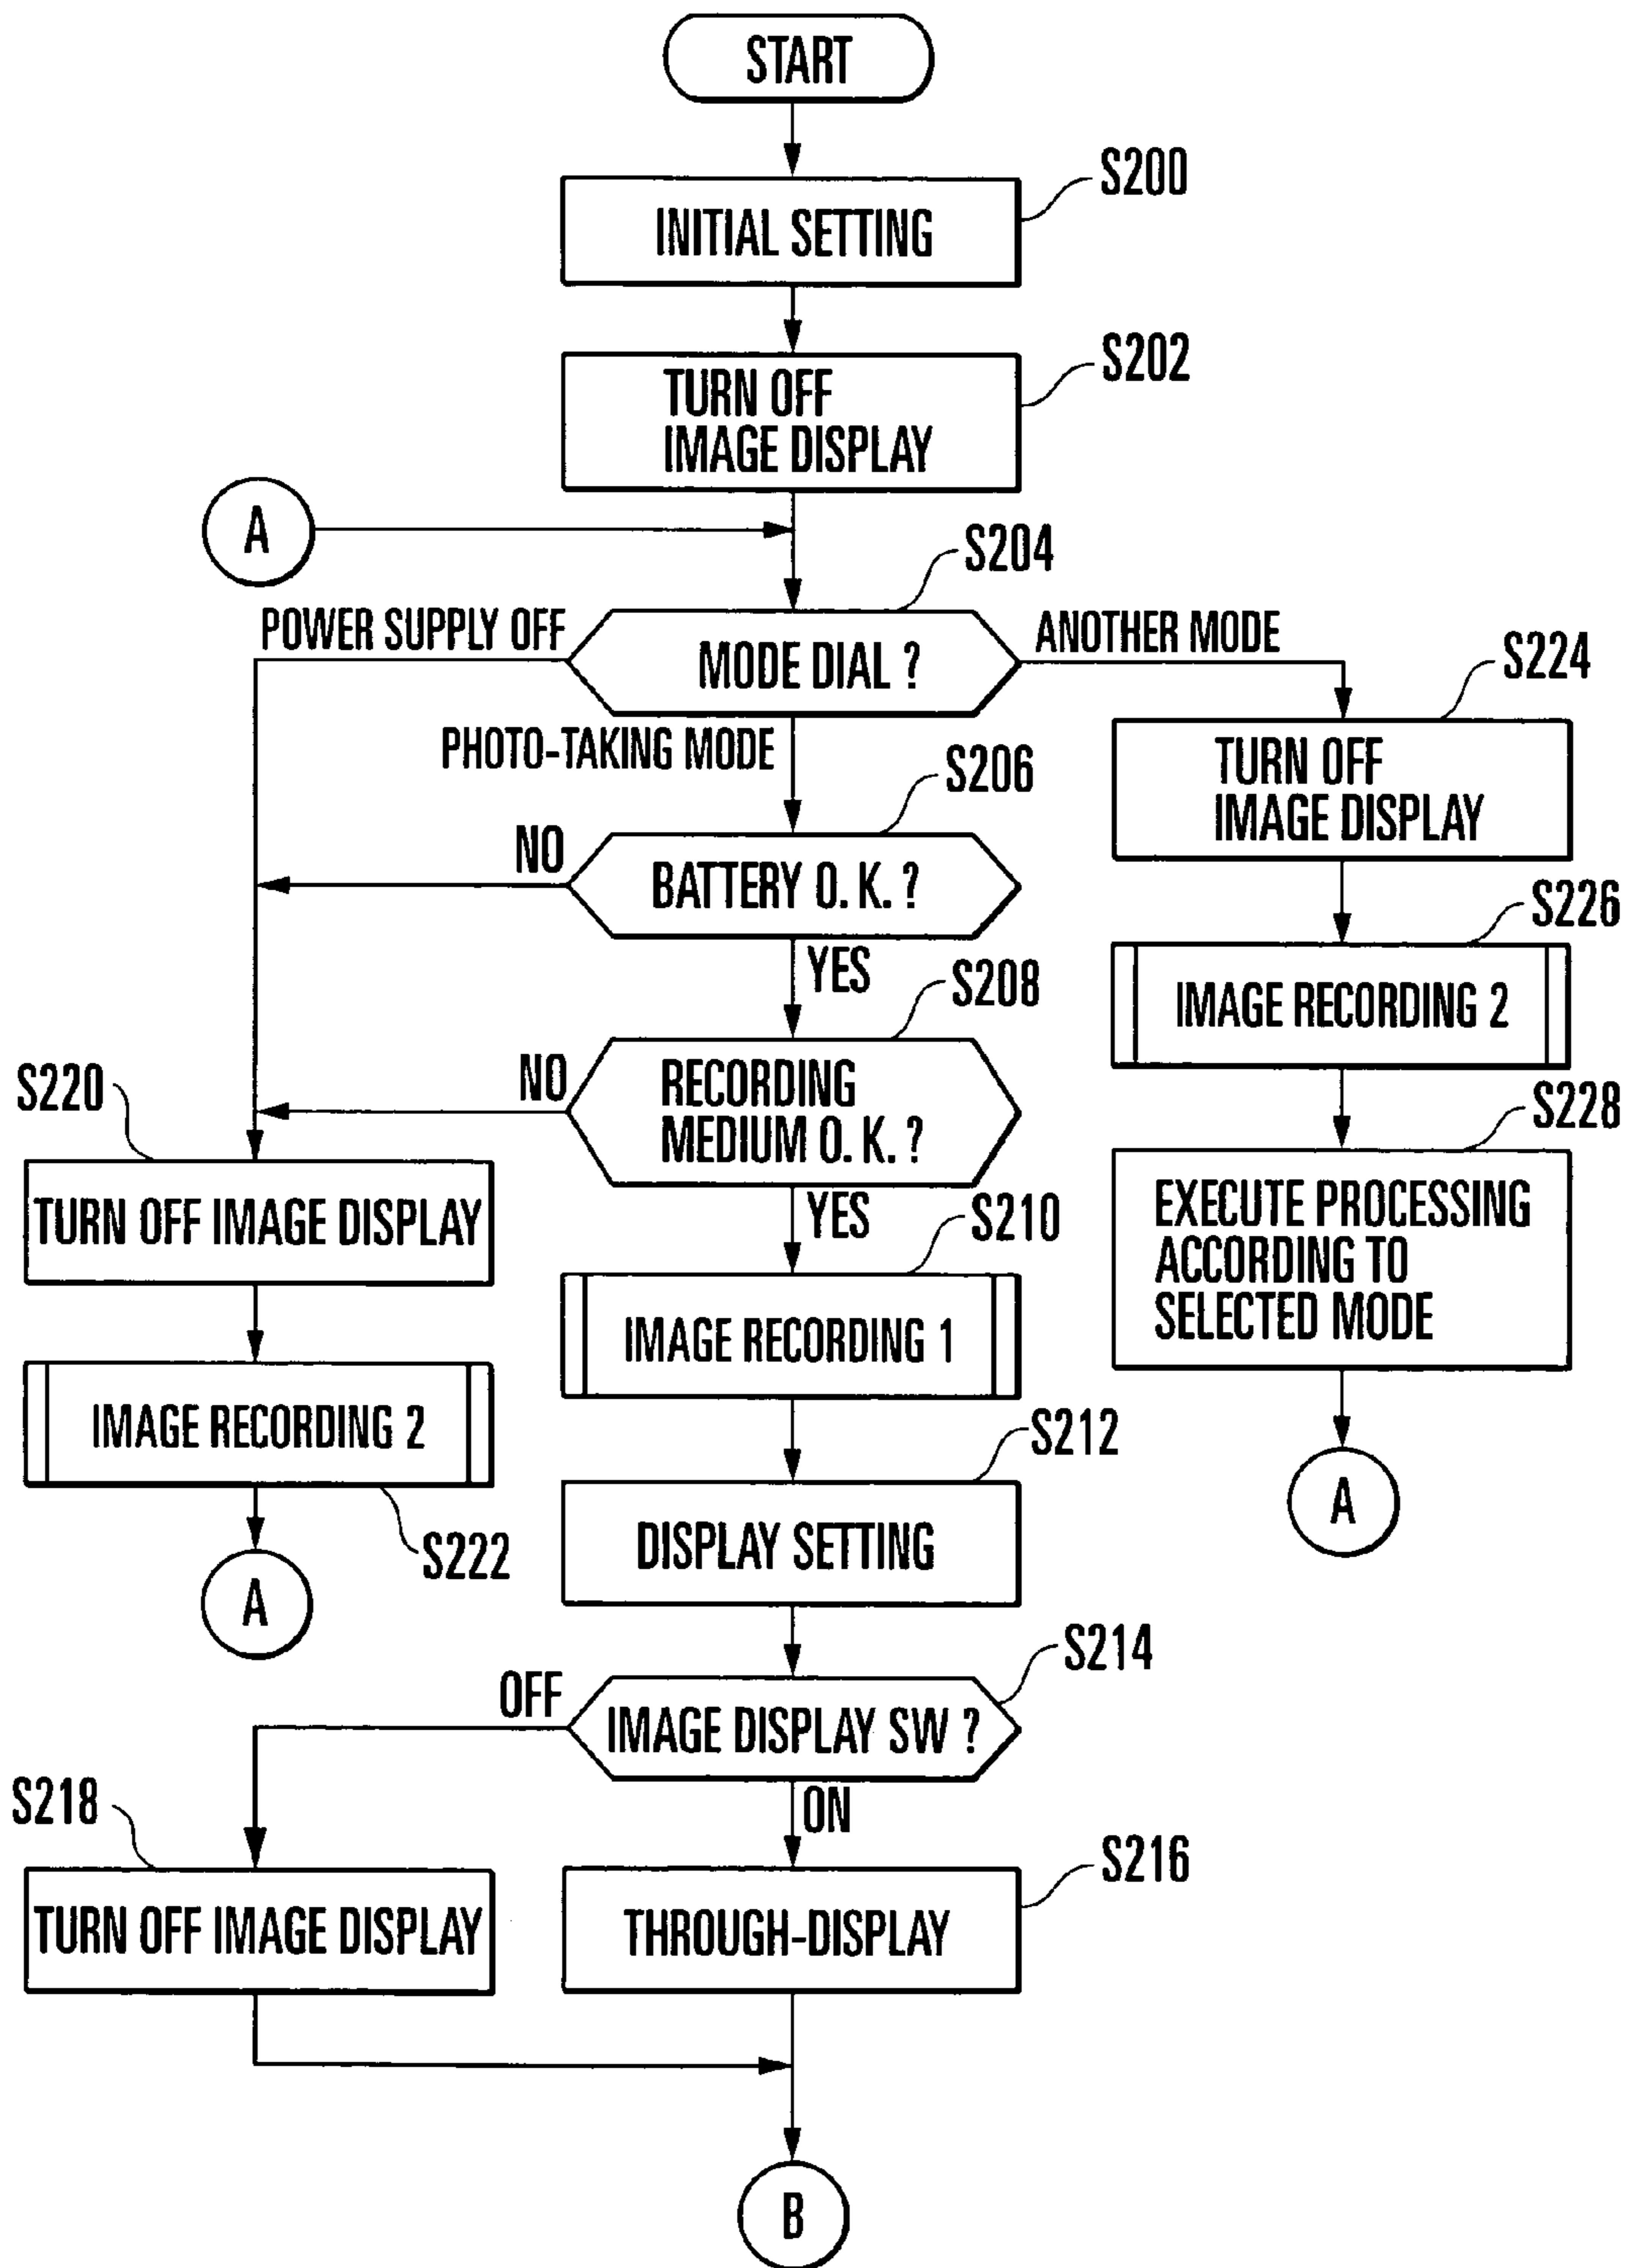 START
S200
INITIAL SETTING
S202
TURN OFF
IMAGE DISPLAY
A
S204
POWER SUPPLY OFF
MODE DIAL ?
ANOTHER MODE
S224
PHOTO-TAKING MODE
TURN OFF
IMAGE DISPLAY
S206
NO
BATTERY O. K. ?
S226
YES
S208
IMAGE RECORDING 2
S220
NO
RECORDING
MEDIUM O. K. ?
S228
TURN OFF IMAGE DISPLAY
YES
S210
EXECUTE PROCESSING
ACCORDING TO
SELECTED MODE
IMAGE RECORDING 1
IMAGE RECORDING 2
S212
A
S222
DISPLAY SETTING
A
S214
OFF
IMAGE DISPLAY SW ?
S218
ON
S216
TURN OFF IMAGE DISPLAY
THROUGH-DISPLAY
B